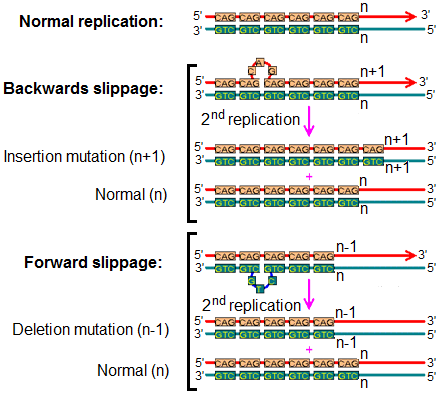 Normal replication:
5' CAG CAG CAG CAG CAG CAG n 3'
3' GTC GTC GTC GTC GTC GTC n 5'
Backwards slippage:
C A G
5' CAG CAG CAG CAG CAG CAG n+1 3'
3' GTC GTC GTC GTC GTC GTC n 5'
2nd replication
Insertion mutation (n+1)
5' CAG CAG CAG CAG CAG CAG CAG n+1 3'
3' GTC GTC GTC GTC GTC GTC GTC n+1 5'
+
Normal (n)
5' CAG CAG CAG CAG CAG CAG n 3'
3' GTC GTC GTC GTC GTC GTC n 5'
Forward slippage:
5' CAG CAG CAG CAG CAG n-1 3'
3' GTC GTC GTC GTC GTC n 5'
G T C
2nd replication
Deletion mutation (n-1)
5' CAG CAG CAG CAG CAG n-1 3'
3' GTC GTC GTC GTC GTC n-1 5'
+
Normal (n)
5' CAG CAG CAG CAG CAG CAG n 3'
3' GTC GTC GTC GTC GTC GTC n 5'